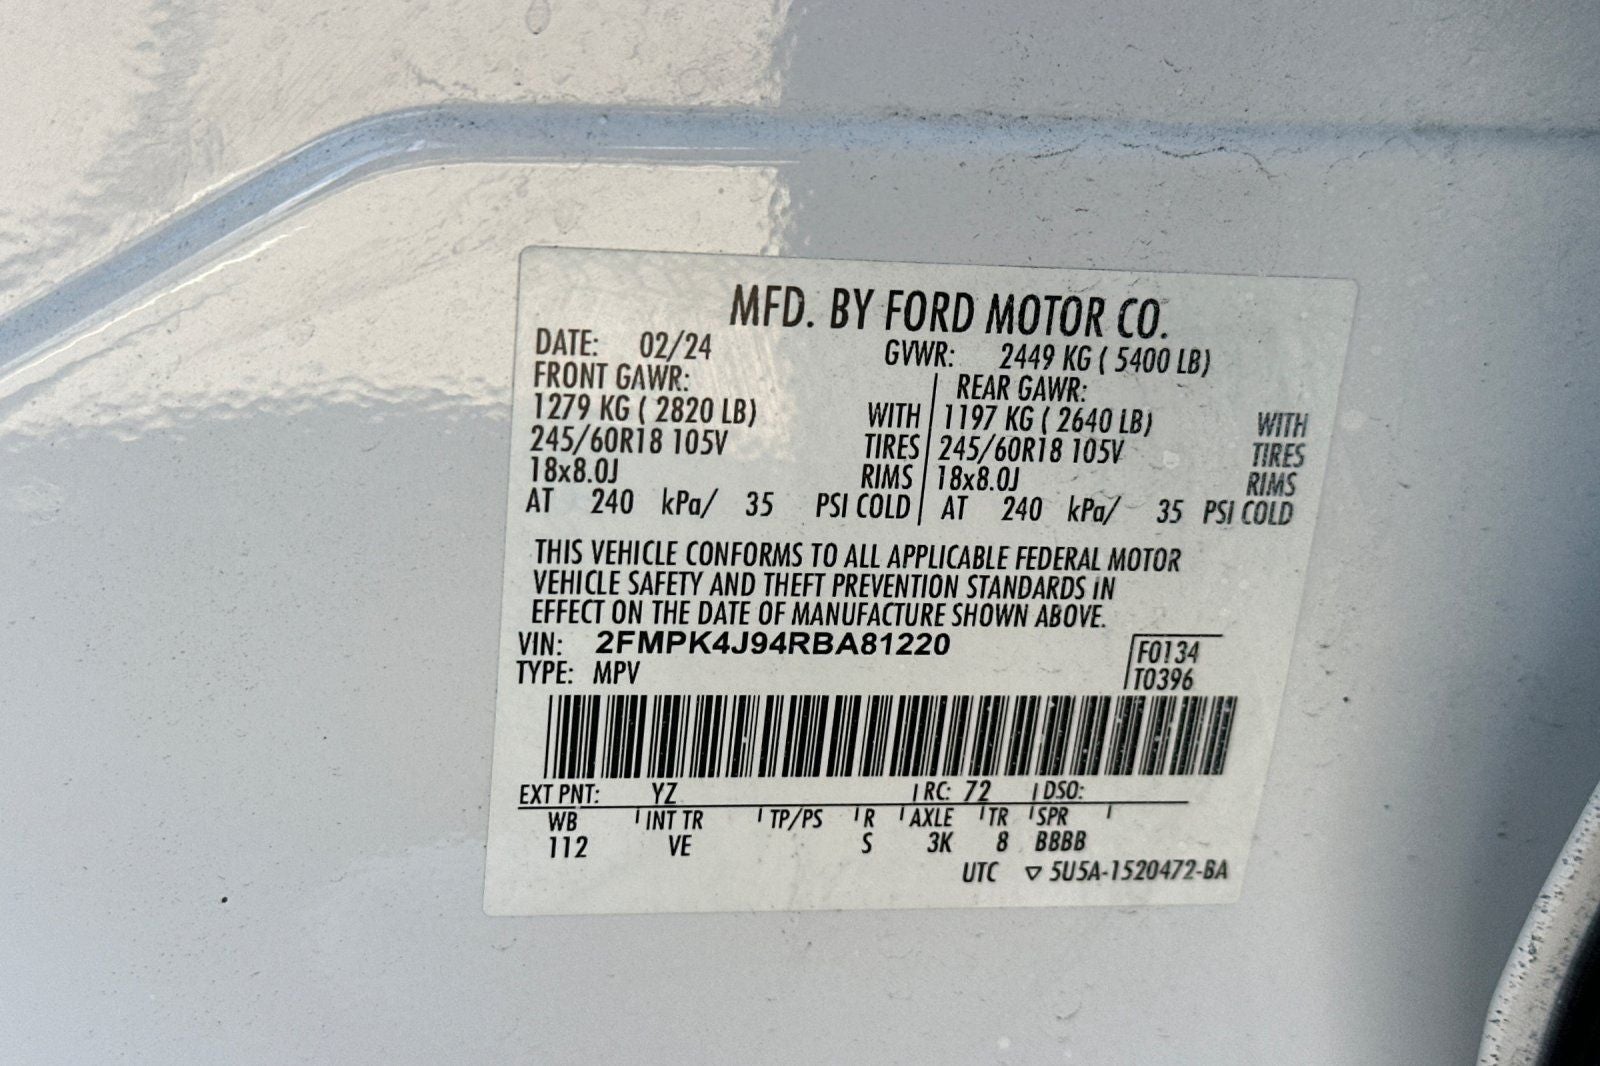 MFD. BY FORD MOTOR CO.
DATE: 02/24 GVWR: 2449 KG ( 5400 LB)
FRONT GAWR: REAR GAWR:
1279 KG ( 2820 LB) WITH 1197 KG ( 2640 LB) WITH
245/60R18 105V TIRES 245/60R18 105V TIRES
18x8.0J RIMS 18x8.0J RIMS
AT 240 kPa/ 35 PSI COLD AT 240 kPa/ 35 PSI COLD
THIS VEHICLE CONFORMS TO ALL APPLICABLE FEDERAL MOTOR
VEHICLE SAFETY AND THEFT PREVENTION STANDARDS IN
EFFECT ON THE DATE OF MANUFACTURE SHOWN ABOVE.
VIN: 2FMPK4J94RBA81220 F0134
TYPE: MPV T0396
EXT PNT: YZ RC: 72 DSO:
WB INT TR TP/PS R AXLE TR SPR
112 VE S 3K 8 BBBB
UTC ▽ 5U5A-1520472-BA